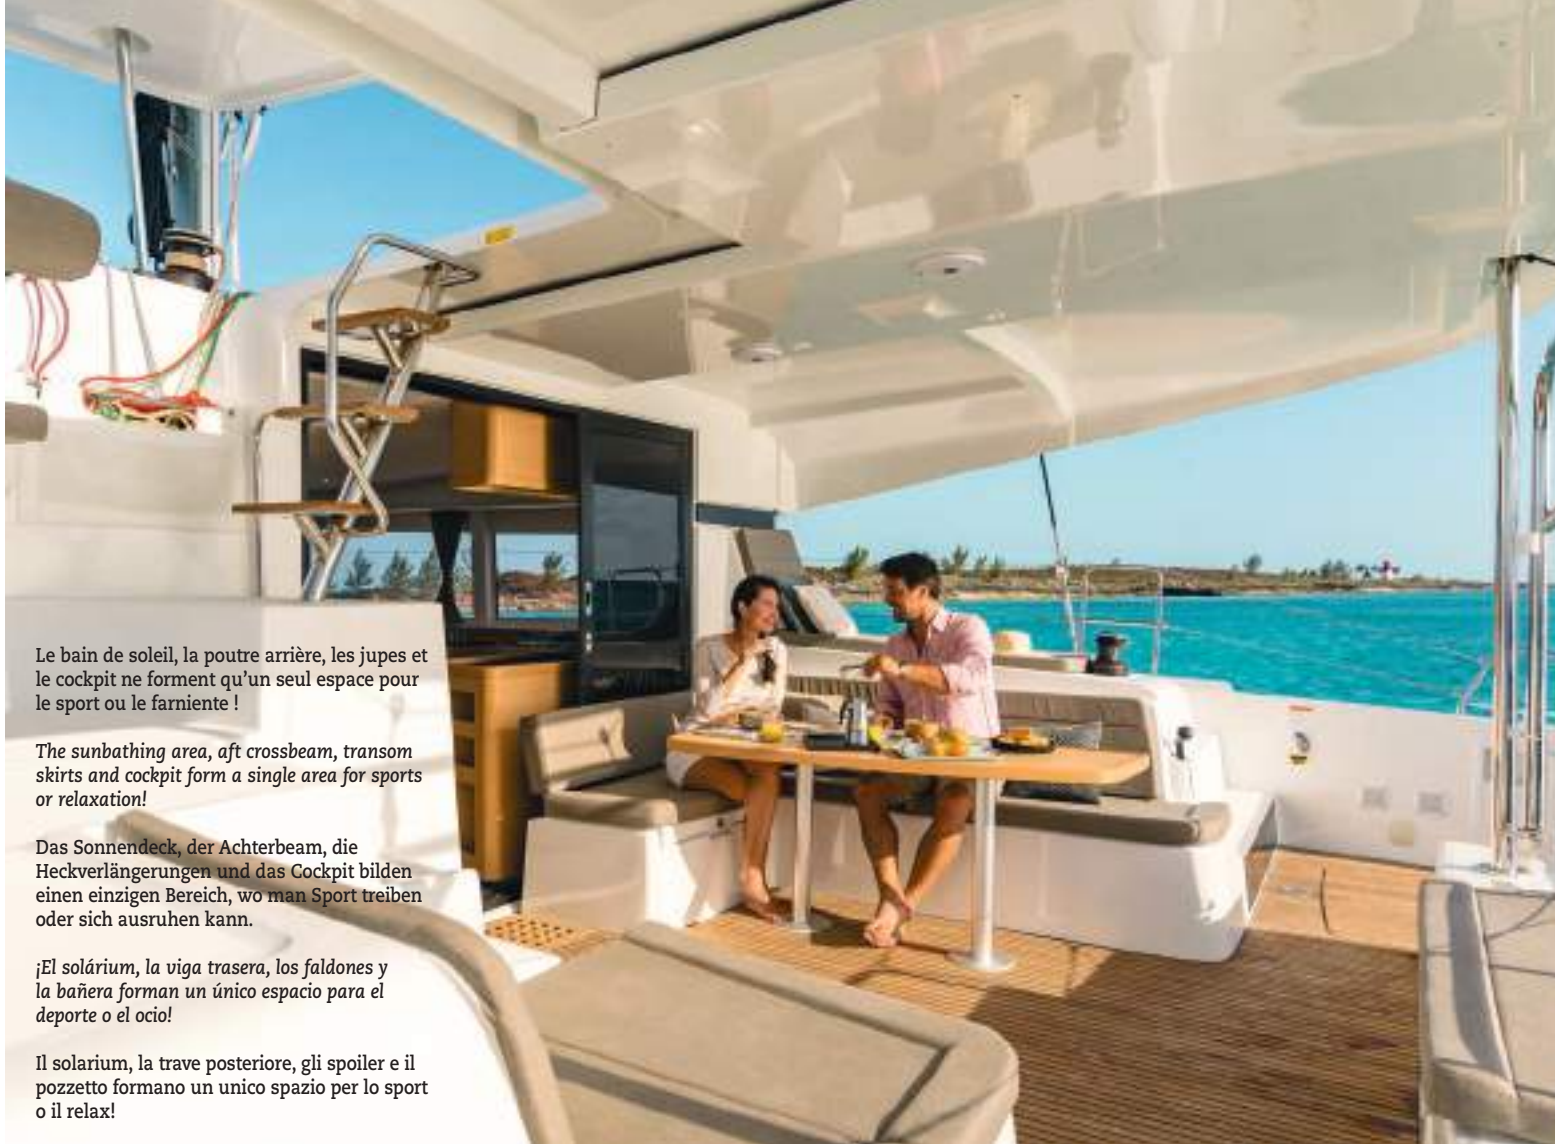 Le bain de soleil, la poutre arrière, les jupes et
le cockpit ne forment qu'un seul espace pour
le sport ou le farniente !
The sunbathing area, aft crossbeam, transom
skirts and cockpit form a single area for sports
or relaxation!
Das Sonnendeck, der Achterbeam, die
Heckverlängerungen und das Cockpit bilden
einen einzigen Bereich, wo man Sport treiben
oder sich ausruhen kann.
¡El solárium, la viga trasera, los faldones y
la bañera forman un único espacio para el
deporte o el ocio!
Il solarium, la trave posteriore, gli spoiler e il
pozzetto formano un unico spazio per lo sport
o il relax!